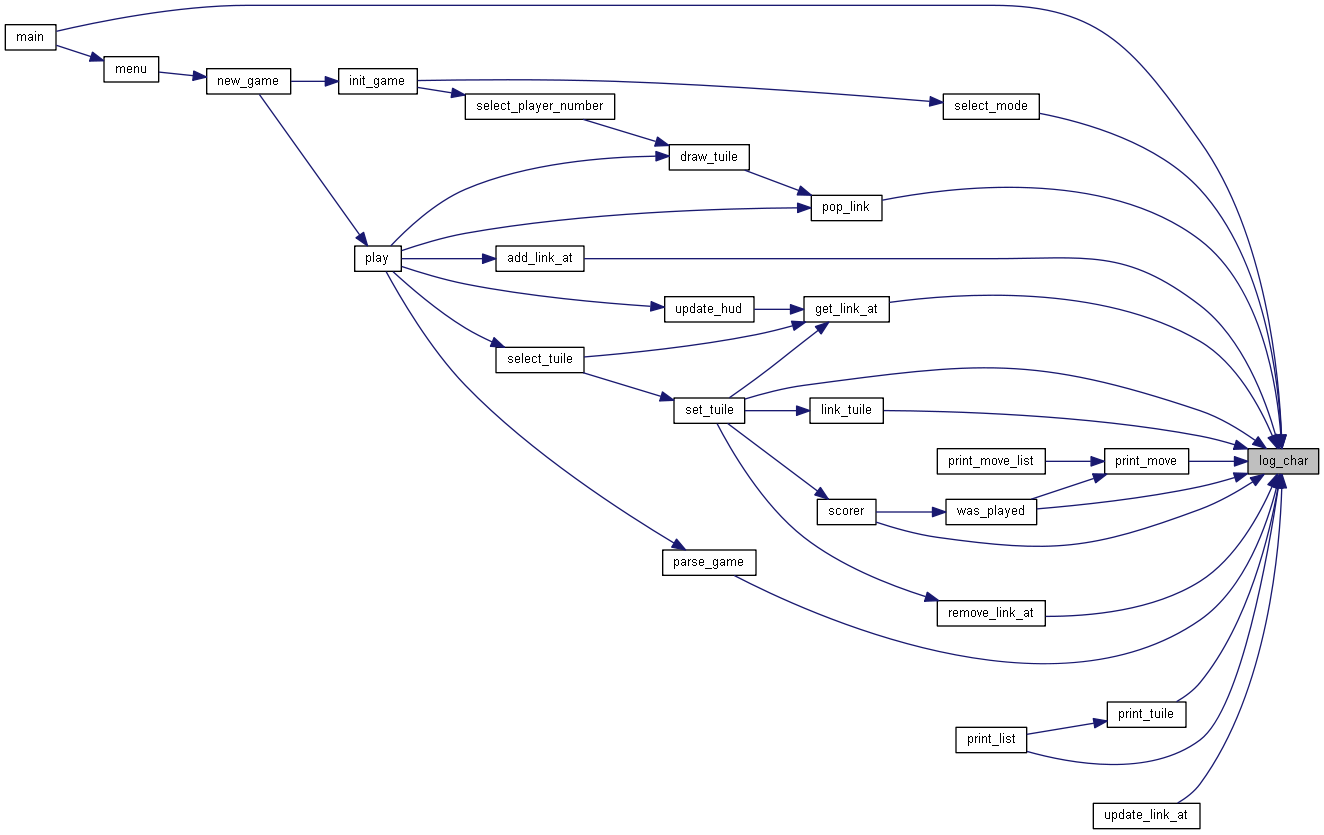 main
menu
new_game
init_game
select_player_number
select_mode
draw_tuile
pop_link
play
add_link_at
update_hud
get_link_at
select_tuile
set_tuile
link_tuile
print_move_list
print_move
log_char
scorer
was_played
parse_game
remove_link_at
print_tuile
print_list
update_link_at